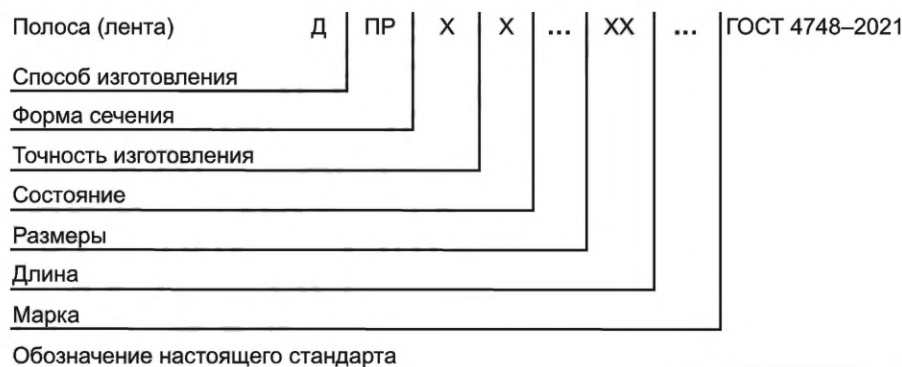 Полоса (лента) Д ПР Х Х ... ХХ ... ГОСТ 4748–2021
Способ изготовления
Форма сечения
Точность изготовления
Состояние
Размеры
Длина
Марка
Обозначение настоящего стандарта